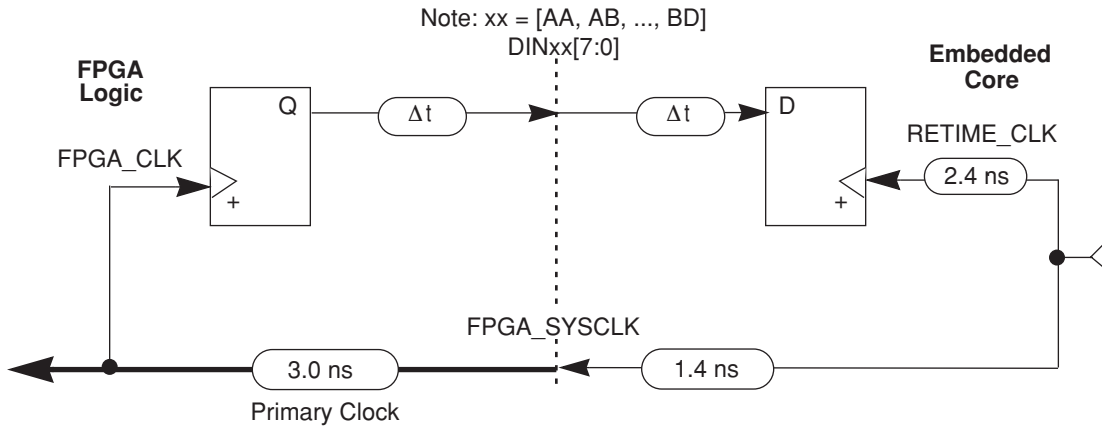 Note: xx = [AA, AB, ..., BD]
DINxx[7:0]
FPGA
Logic
Embedded
Core
Q
Δt
Δt
D
FPGA_CLK
RETIME_CLK
+
2.4 ns
+
FPGA_SYSCLK
3.0 ns
1.4 ns
Primary Clock